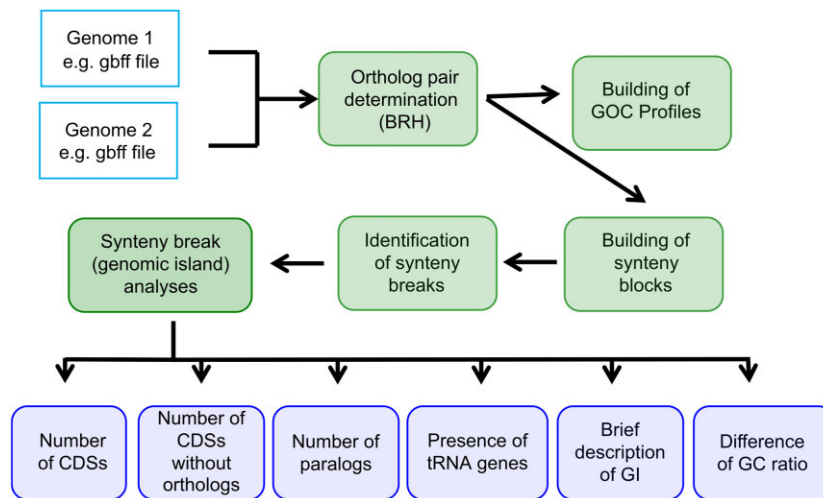 Genome 1
e.g. gbff file
Genome 2
e.g. gbff file
Ortholog pair
determination
(BRH)
Building of
GOC Profiles
Synteny break
(genomic island)
analyses
Identification
of synteny
breaks
Building of
synteny
blocks
Number
of CDSs
Number of
CDSs
without
orthologs
Number of
paralogs
Presence of
tRNA genes
Brief
description
of GI
Difference
of GC ratio